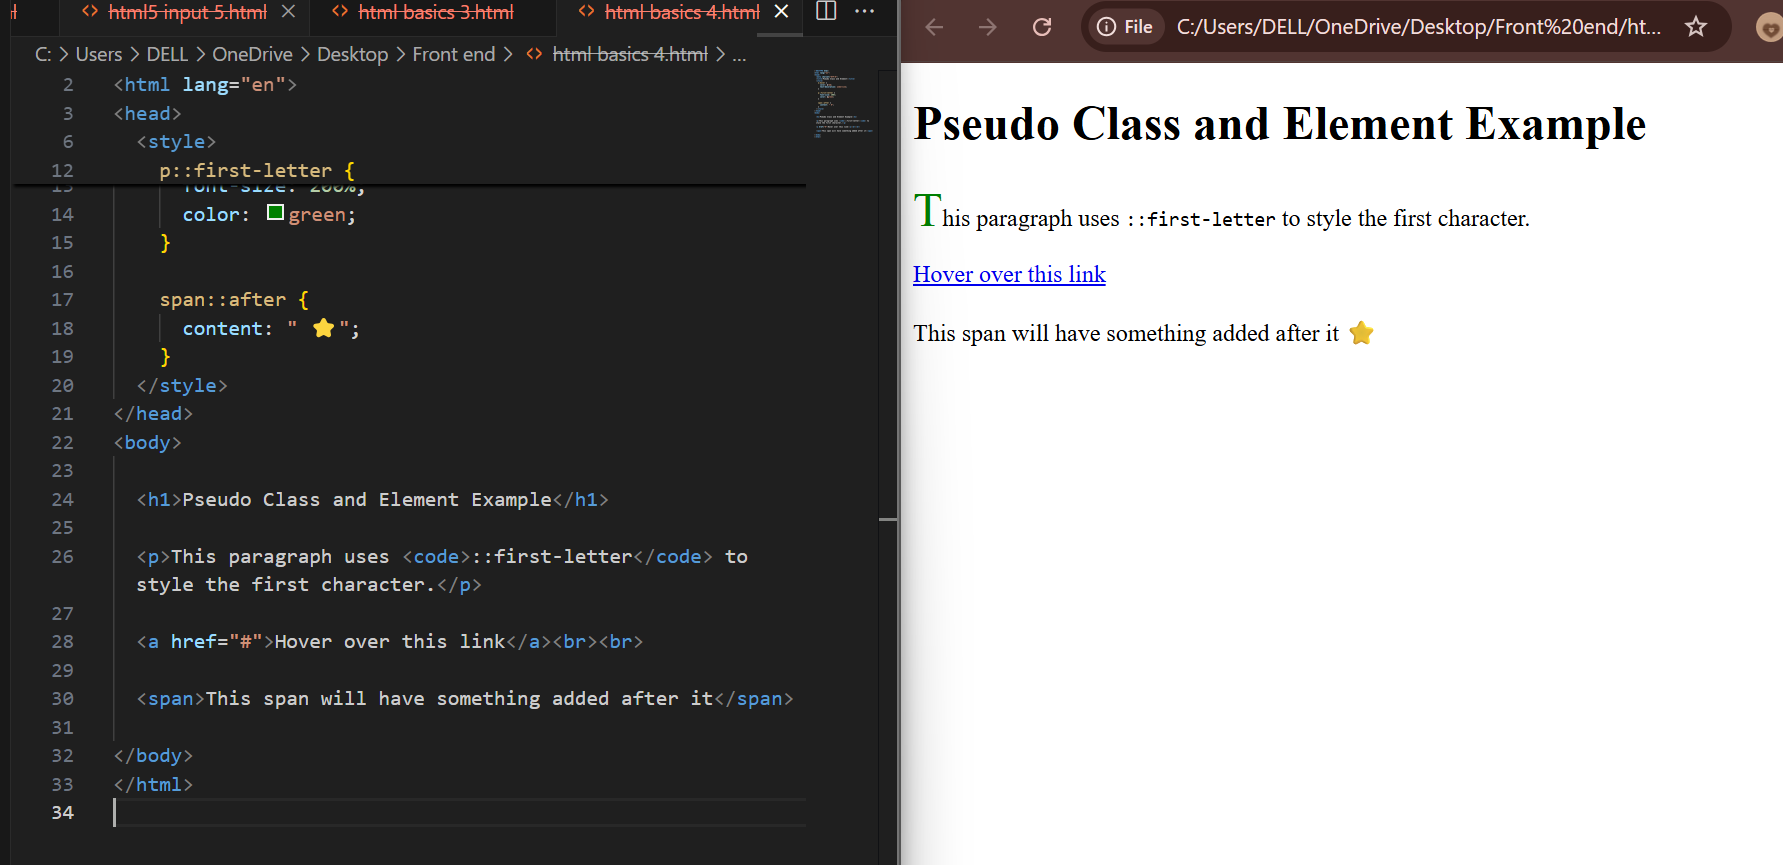 html5 input 5.html
html basics 3.html
html basics 4.html
C: > Users > DELL > OneDrive > Desktop > Front end > <> html basics 4.html > ...
2 <html lang="en">
3 <head>
6 <style>
12 p::first-letter {
13 font-size: 200%;
14 color: green;
15 }
16
17 span::after {
18 content: " ⭐";
19 }
20 </style>
21 </head>
22 <body>
23
24 <h1>Pseudo Class and Element Example</h1>
25
26 <p>This paragraph uses <code>::first-letter</code> to
style the first character.</p>
27
28 <a href="#">Hover over this link</a><br><br>
29
30 <span>This span will have something added after it</span>
31
32 </body>
33 </html>
34
File C:/Users/DELL/OneDrive/Desktop/Front%20end/ht...
Pseudo Class and Element Example
This paragraph uses ::first-letter to style the first character.
Hover over this link
This span will have something added after it ⭐